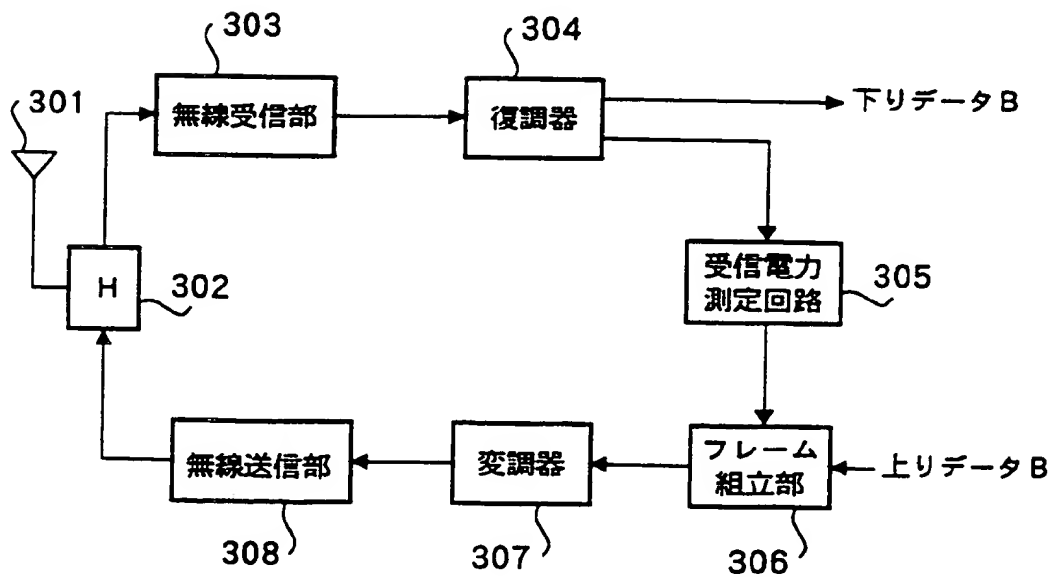 303
304
301
無線受信部
復調器
下りデータB
H
302
受信電力
測定回路
305
無線送信部
変調器
フレーム
組立部
上りデータB
308
307
306